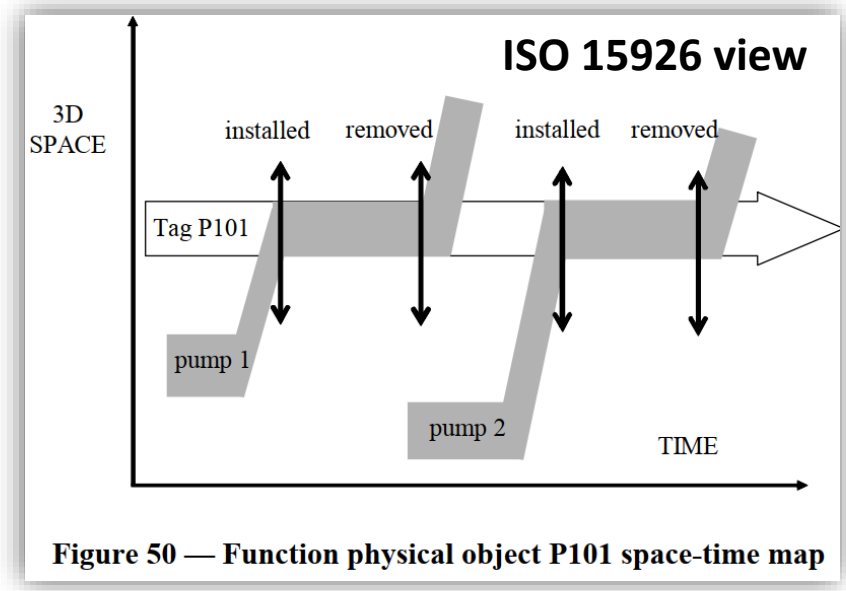 ISO 15926 view
3D
SPACE
installed
removed
installed
removed
Tag P101
pump 1
pump 2
TIME
Figure 50 — Function physical object P101 space-time map